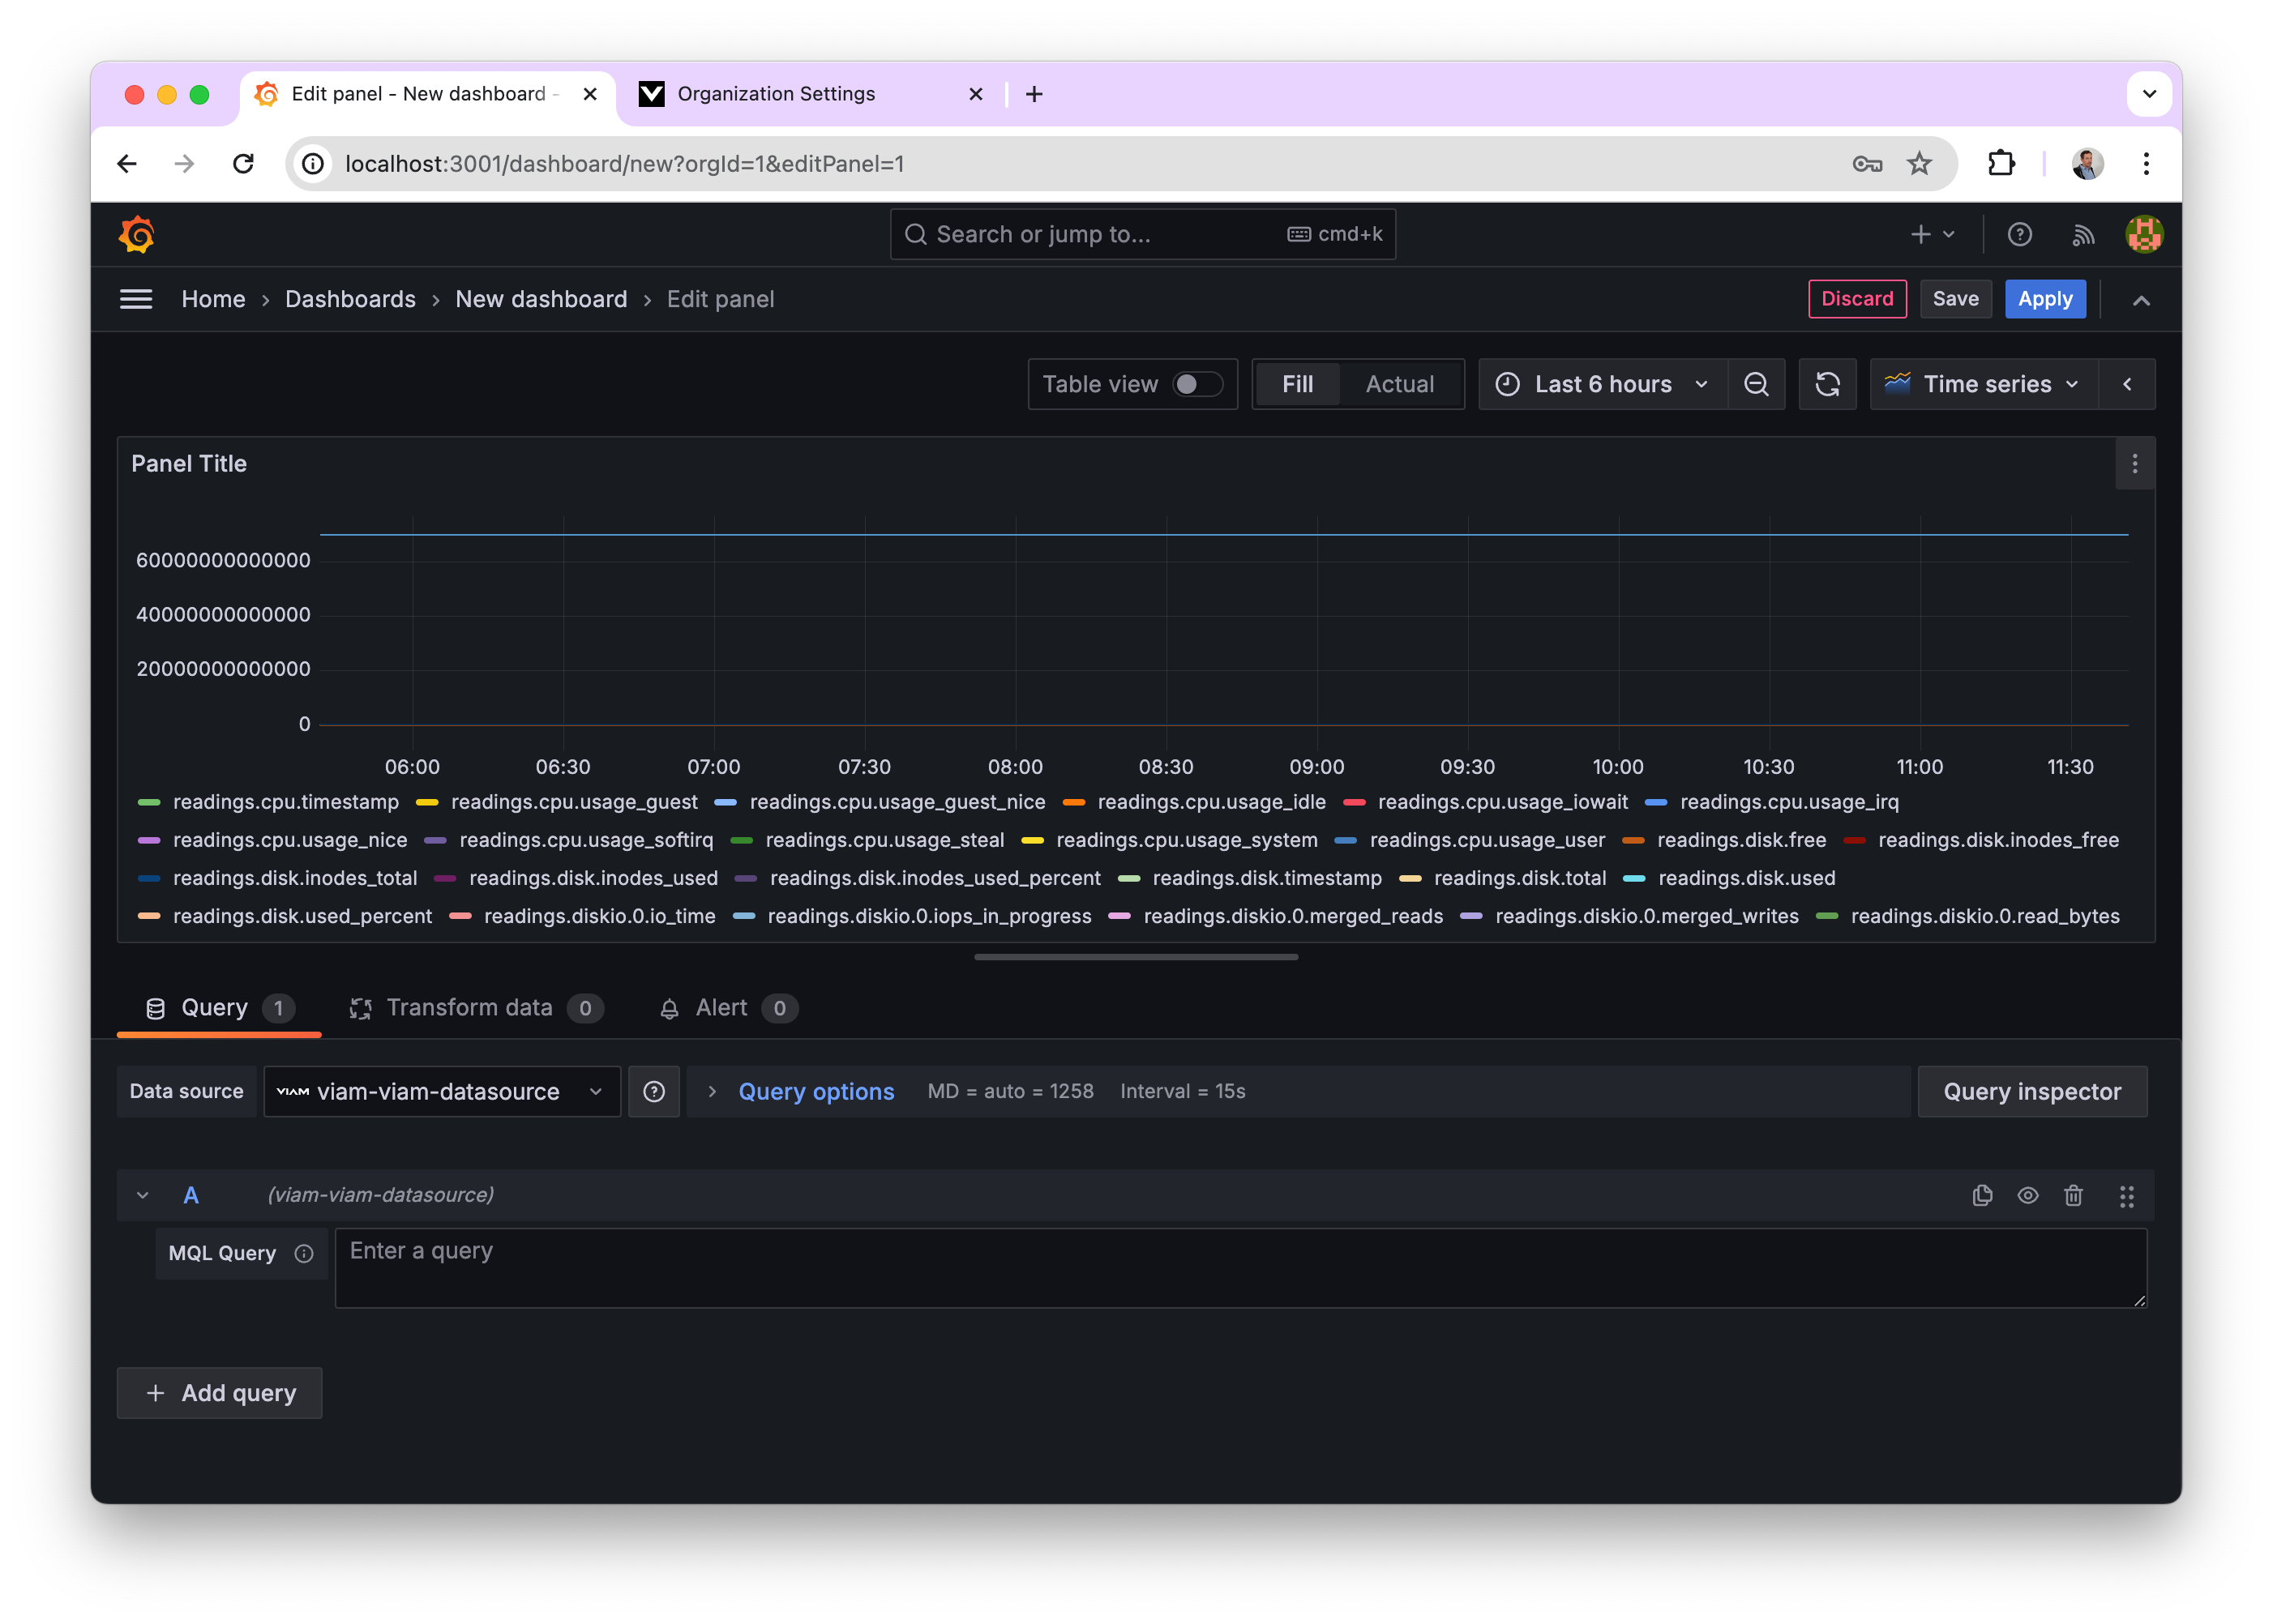 Edit panel - New dashboard -
Organization Settings
localhost:3001/dashboard/new?orgId=1&editPanel=1
Search or jump to... cmd+k
Home › Dashboards › New dashboard › Edit panel
Discard Save Apply
Table view Fill Actual Last 6 hours Time series
Panel Title
60000000000000
40000000000000
20000000000000
0
06:00 06:30 07:00 07:30 08:00 08:30 09:00 09:30 10:00 10:30 11:00 11:30
readings.cpu.timestamp readings.cpu.usage_guest readings.cpu.usage_guest_nice readings.cpu.usage_idle readings.cpu.usage_iowait readings.cpu.usage_irq
readings.cpu.usage_nice readings.cpu.usage_softirq readings.cpu.usage_steal readings.cpu.usage_system readings.cpu.usage_user readings.disk.free readings.disk.inodes_free
readings.disk.inodes_total readings.disk.inodes_used readings.disk.inodes_used_percent readings.disk.timestamp readings.disk.total readings.disk.used
readings.disk.used_percent readings.diskio.0.io_time readings.diskio.0.iops_in_progress readings.diskio.0.merged_reads readings.diskio.0.merged_writes readings.diskio.0.read_bytes
Query 1 Transform data 0 Alert 0
Data source VIAM viam-viam-datasource Query options MD = auto = 1258 Interval = 15s Query inspector
A (viam-viam-datasource)
MQL Query Enter a query
+ Add query